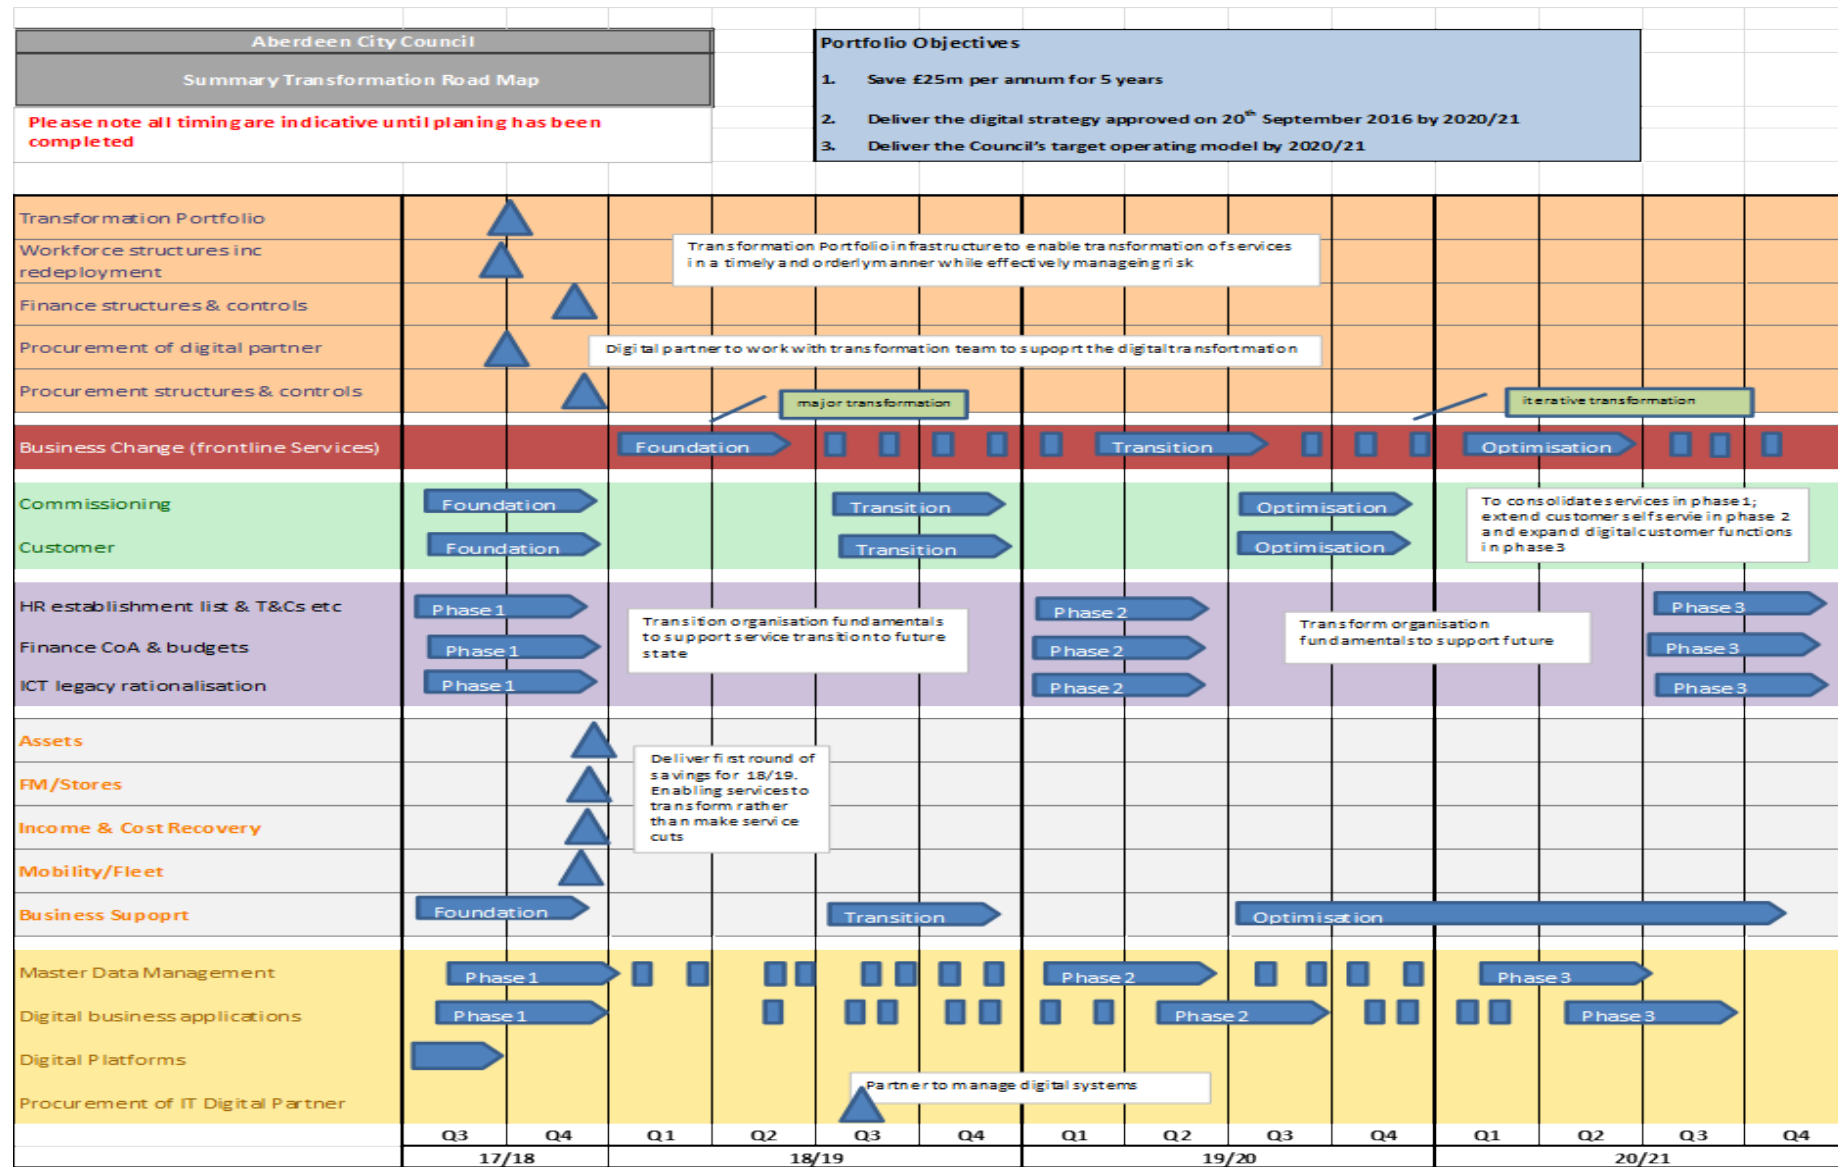 Aberdeen City Council
Summary Transformation Road Map
Please note all timing are indicative until planing has been
completed
Portfolio Objectives
1. Save £25m per annum for 5 years
2. Deliver the digital strategy approved on 20th September 2016 by 2020/21
3. Deliver the Council's target operating model by 2020/21
Transformation Portfolio
Workforce structures inc
redeployment
Transformation Portfolio infrastructure to enable transformation of services
in a timely and orderly manner while effectively manageing risk
Finance structures & controls
Procurement of digital partner
Digital partner to work with transformation team to supoprt the digital transfortmation
Procurement structures & controls
major transformation
iterative transformation
Business Change (frontline Services)
Foundation
Transition
Optimisation
Commissioning
Foundation
Transition
Optimisation
Customer
Foundation
Transition
Optimisation
To consolidate services in phase 1;
extend customer self servie in phase 2
and expand digital customer functions
in phase 3
HR establishment list & T&Cs etc
Phase 1
Phase 2
Phase 3
Finance CoA & budgets
Phase 1
Phase 2
Phase 3
ICT legacy rationalisation
Phase 1
Phase 2
Phase 3
Transition organisation fundamentals
to support service transition to future
state
Transform organisation
fundamentals to support future
Assets
FM/Stores
Income & Cost Recovery
Mobility/Fleet
Deliver first round of
savings for 18/19.
Enabling services to
transform rather
than make service
cuts
Business Supoprt
Foundation
Transition
Optimisation
Master Data Management
Phase 1
Phase 2
Phase 3
Digital business applications
Phase 1
Phase 2
Phase 3
Digital Platforms
Procurement of IT Digital Partner
Partner to manage digital systems
Q3 Q4 Q1 Q2 Q3 Q4 Q1 Q2 Q3 Q4 Q1 Q2 Q3 Q4
17/18 18/19 19/20 20/21